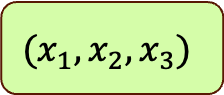 (x₁, x₂, x₃)